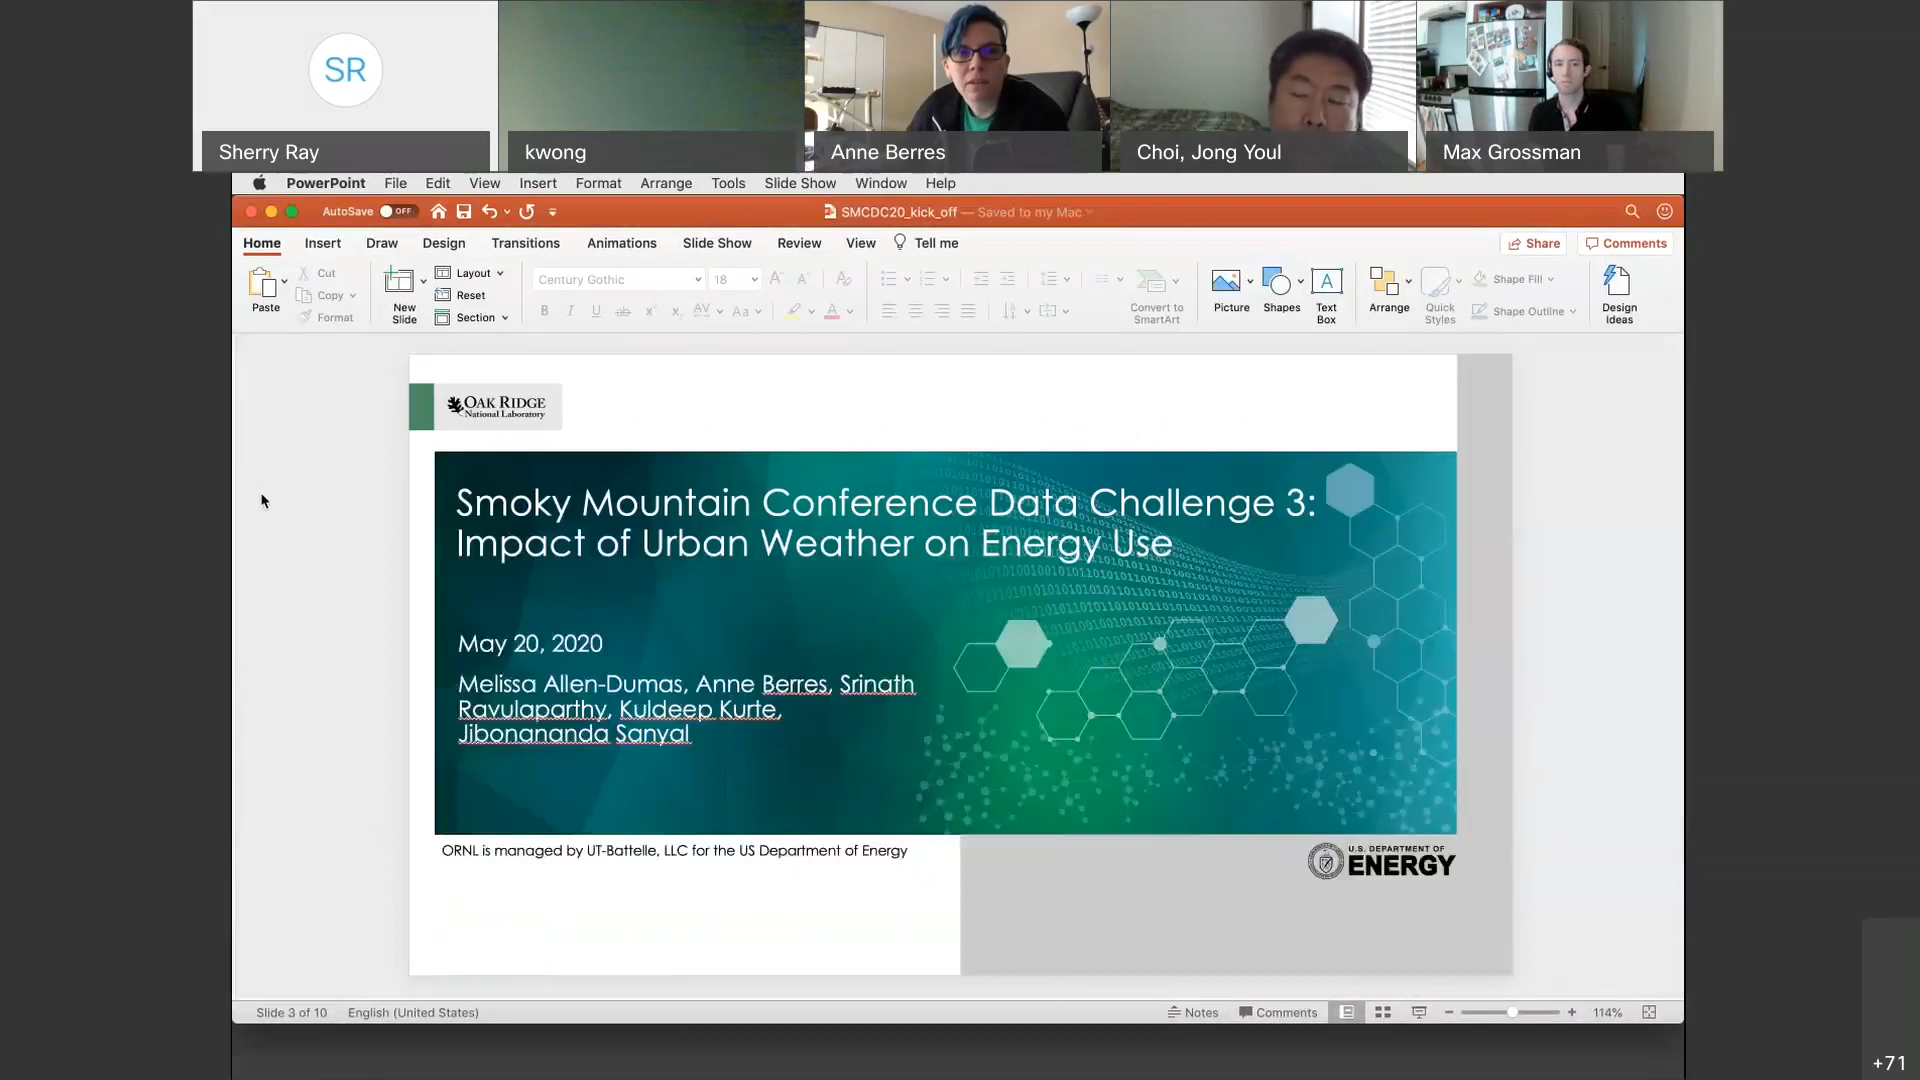 SR
Sherry Ray
kwong
Anne Berres
Choi, Jong Youl
Max Grossman
PowerPoint File Edit View Insert Format Arrange Tools Slide Show Window Help
AutoSave OFF
SMCDC20_kick_off — Saved to my Mac
Home Insert Draw Design Transitions Animations Slide Show Review View Tell me
Share Comments
Paste
Cut
Copy
Format
New
Slide
Layout
Reset
Section
Century Gothic 18
B I U ab x x AV Aa A
Convert to
SmartArt
Picture
Shapes
Text
Box
Arrange
Quick
Styles
Shape Fill
Shape Outline
Design
Ideas
OAK RIDGE
National Laboratory
Smoky Mountain Conference Data Challenge 3:
Impact of Urban Weather on Energy Use
May 20, 2020
Melissa Allen-Dumas, Anne Berres, Srinath
Ravulaparthy, Kuldeep Kurte,
Jibonananda Sanyal
ORNL is managed by UT-Battelle, LLC for the US Department of Energy
U.S. DEPARTMENT OF
ENERGY
Slide 3 of 10 English (United States)
Notes Comments 114%
+71